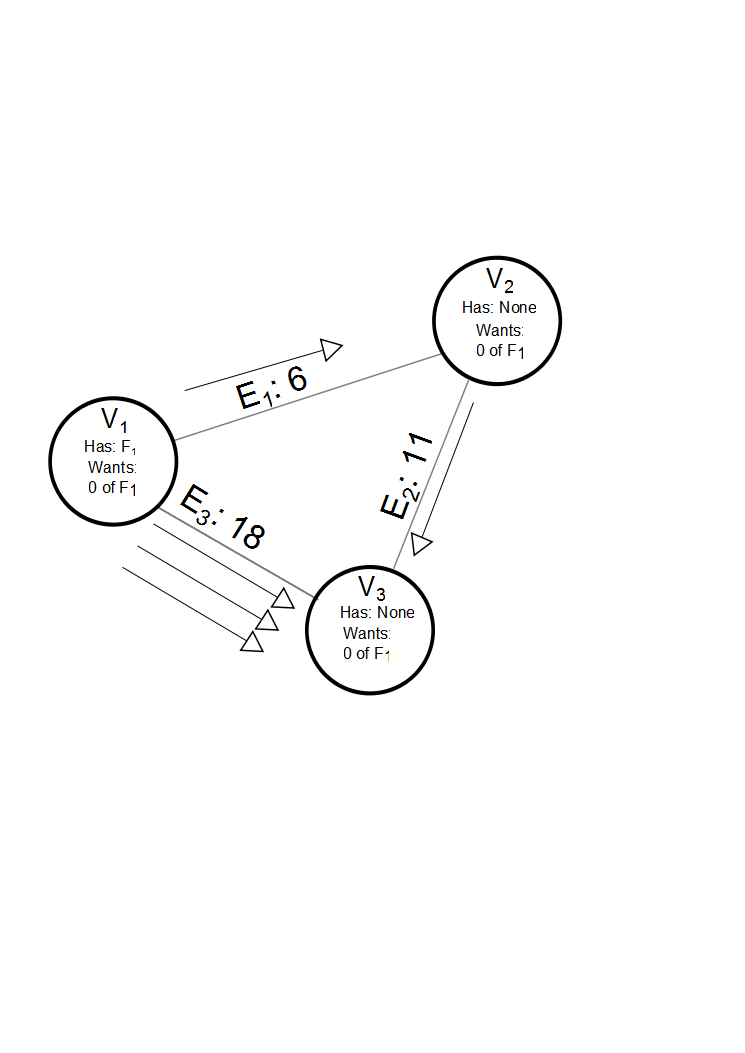 V2
Has: None
Wants:
0 of F1
E1: 6
V1
Has: F1
Wants:
0 of F1
E2: 11
E3: 18
V3
Has: None
Wants:
0 of F1